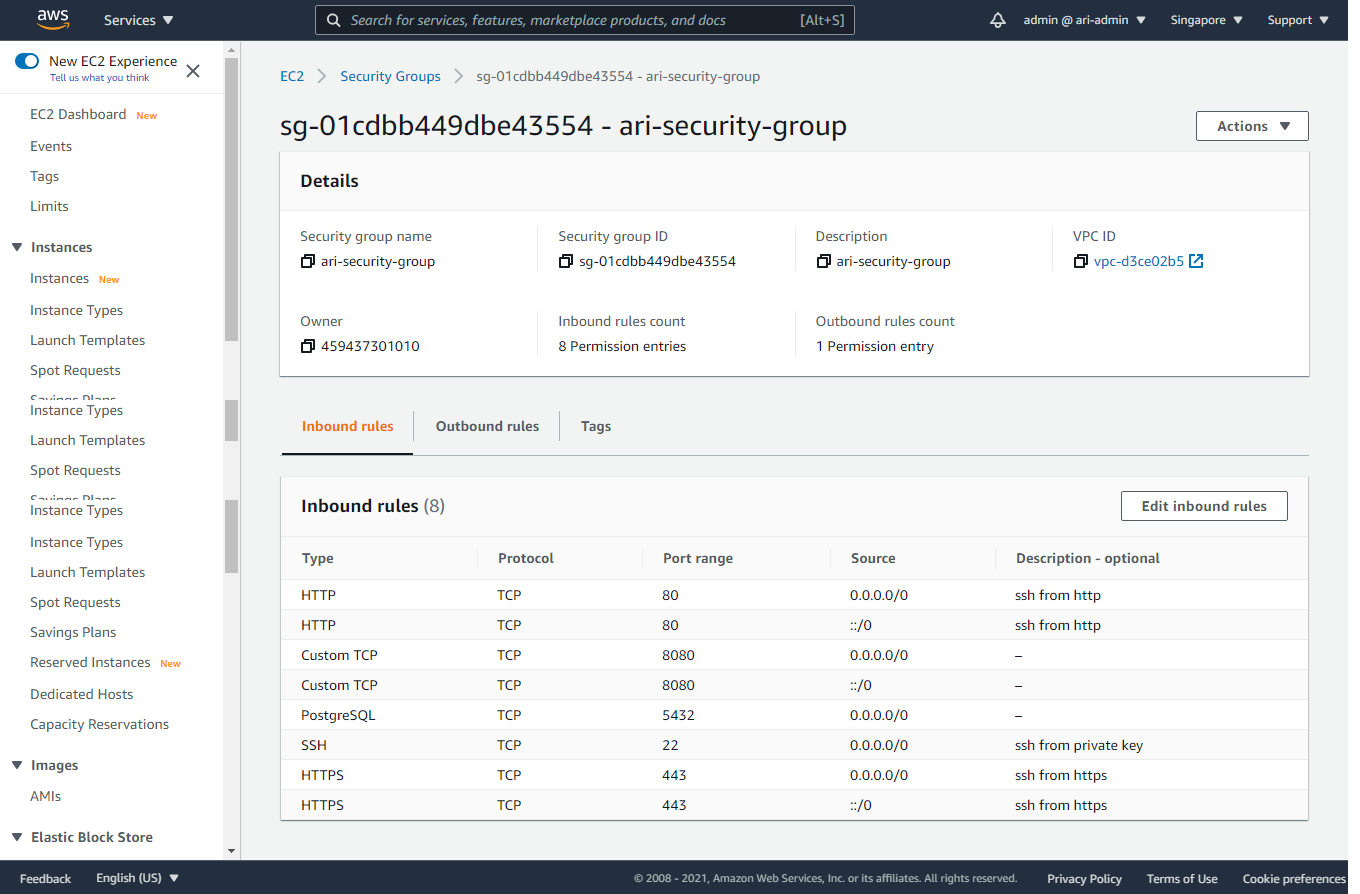 aws Services Search for services, features, marketplace products, and docs [Alt+S] admin @ ari-admin Singapore Support
New EC2 Experience
Tell us what you think
EC2 Dashboard New
Events
Tags
Limits
Instances
Instances New
Instance Types
Launch Templates
Spot Requests
Savings Plans
Instance Types
Launch Templates
Spot Requests
Savings Plans
Instance Types
Instance Types
Launch Templates
Spot Requests
Savings Plans
Reserved Instances New
Dedicated Hosts
Capacity Reservations
Images
AMIs
Elastic Block Store
EC2 Security Groups sg-01cdbb449dbe43554 - ari-security-group
sg-01cdbb449dbe43554 - ari-security-group
Actions
Details
Security group name Security group ID Description VPC ID
ari-security-group sg-01cdbb449dbe43554 ari-security-group vpc-d3ce02b5
Owner Inbound rules count Outbound rules count
459437301010 8 Permission entries 1 Permission entry
Inbound rules Outbound rules Tags
Inbound rules (8) Edit inbound rules
Type Protocol Port range Source Description - optional
HTTP TCP 80 0.0.0.0/0 ssh from http
HTTP TCP 80 ::/0 ssh from http
Custom TCP TCP 8080 0.0.0.0/0 –
Custom TCP TCP 8080 ::/0 –
PostgreSQL TCP 5432 0.0.0.0/0 –
SSH TCP 22 0.0.0.0/0 ssh from private key
HTTPS TCP 443 0.0.0.0/0 ssh from https
HTTPS TCP 443 ::/0 ssh from https
Feedback English (US) © 2008 - 2021, Amazon Web Services, Inc. or its affiliates. All rights reserved. Privacy Policy Terms of Use Cookie preferences